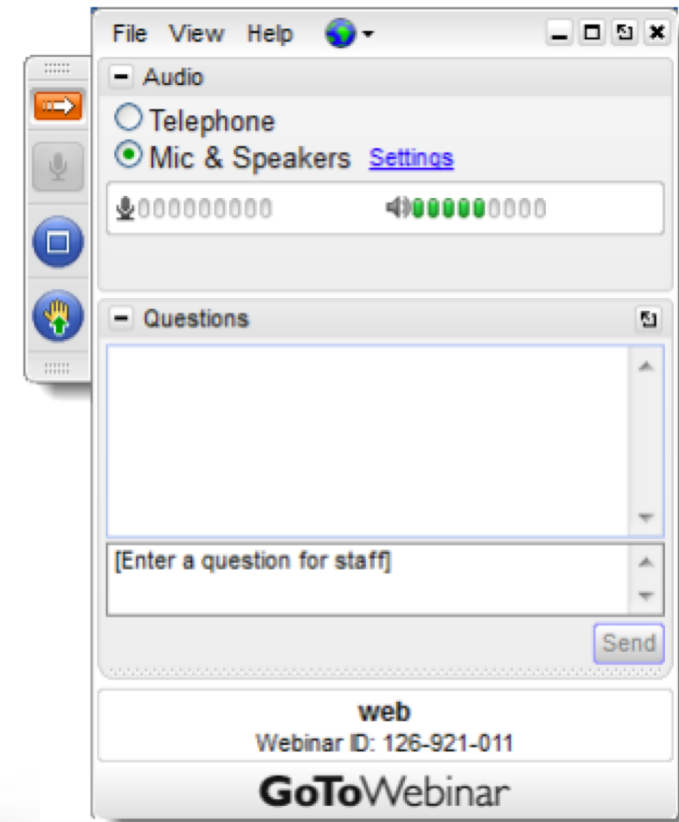 File View Help
Audio
Telephone
Mic & Speakers Settings
Questions
[Enter a question for staff]
Send
web
Webinar ID: 126-921-011
GoToWebinar